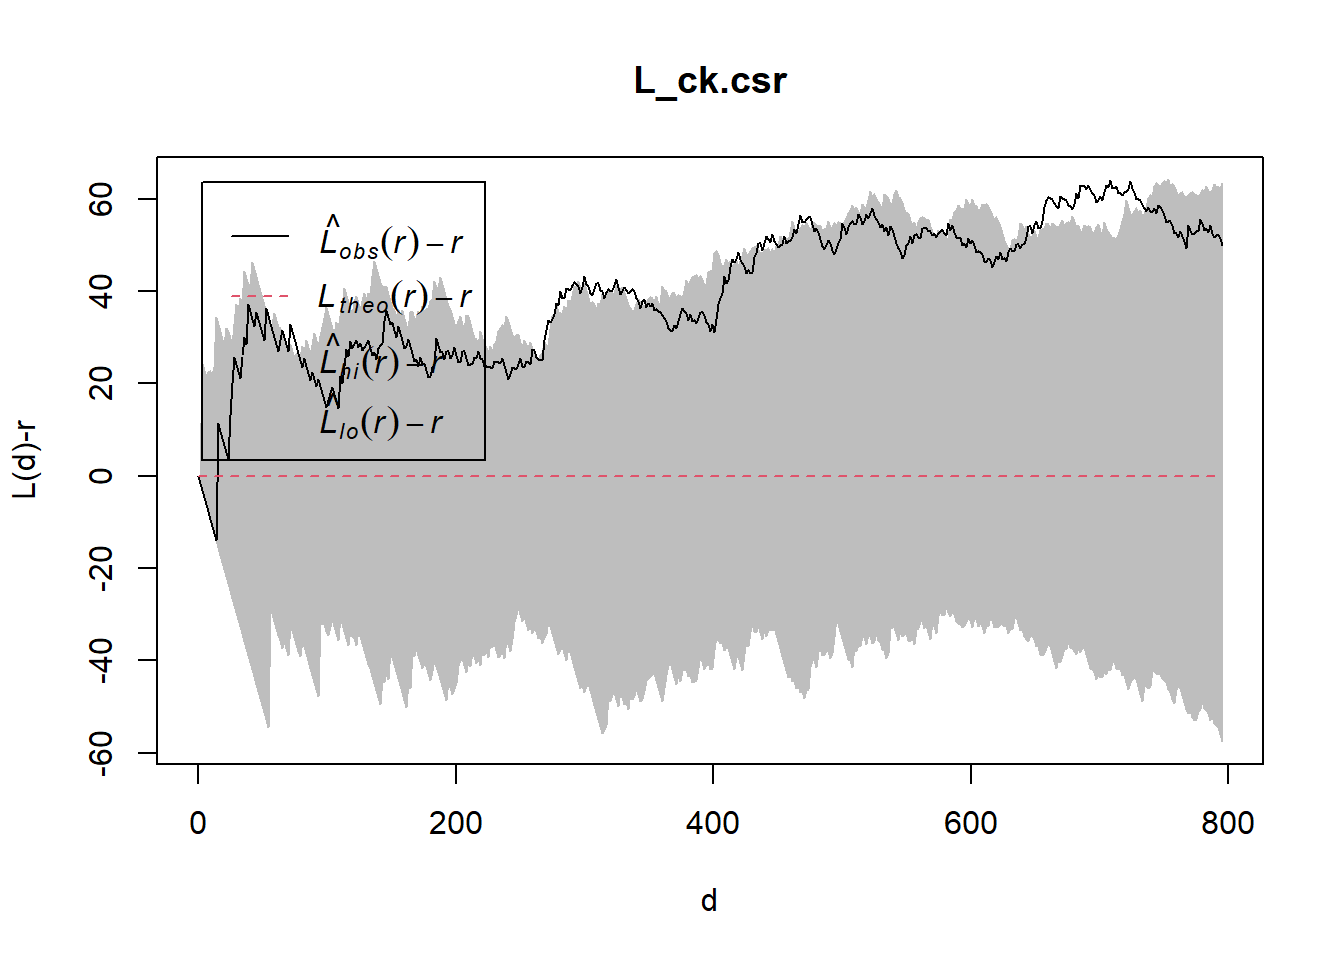 L_ck.csr
L̂obs(r) − r
Ltheo(r) − r
L̂hi(r) − r
Llo(r) − r
L(d)-r
60
40
20
0
-20
-40
-60
0 200 400 600 800
d